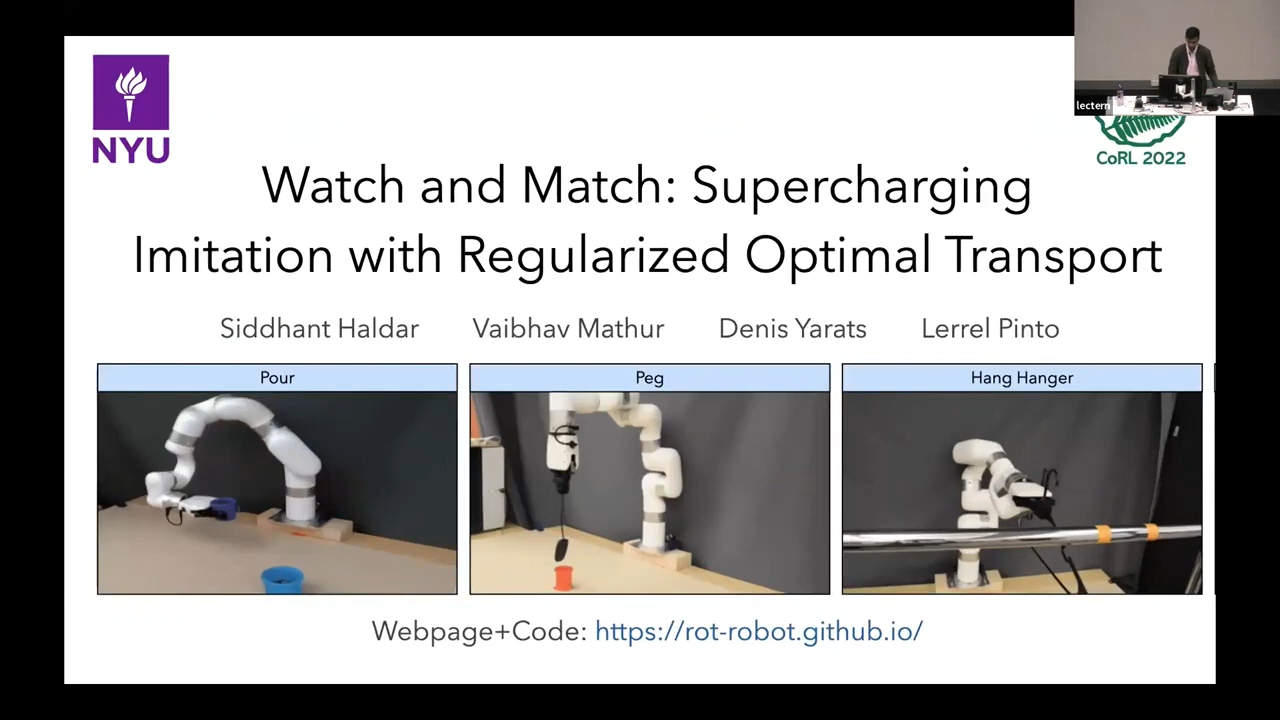 lectern
NYU
CoRL 2022
Watch and Match: Supercharging
Imitation with Regularized Optimal Transport
Siddhant Haldar Vaibhav Mathur Denis Yarats Lerrel Pinto
Pour Peg Hang Hanger
Webpage+Code: https://rot-robot.github.io/